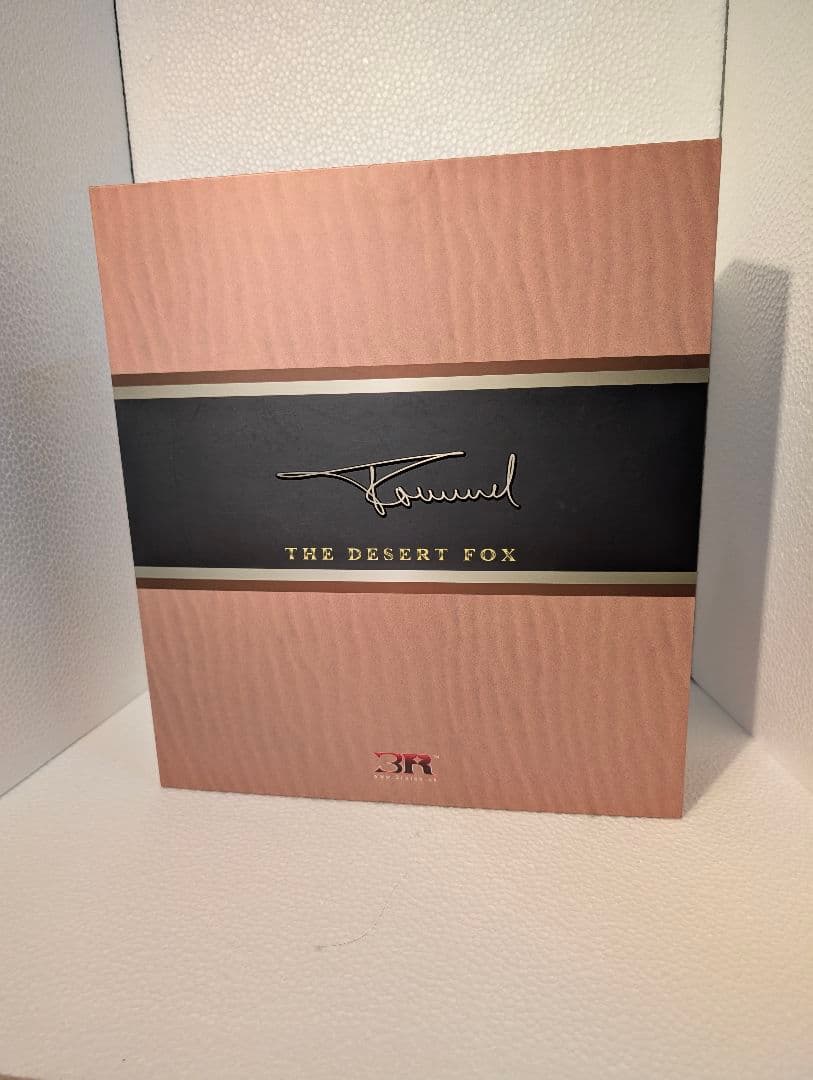 Rommel
THE DESERT FOX
3R